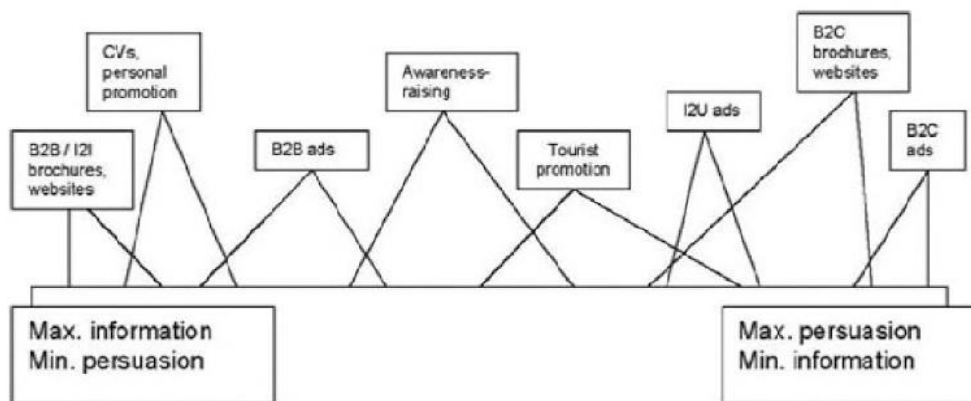 CVs,
personal
promotion
B2B / I2I
brochures,
websites
B2B ads
Awareness-
raising
Tourist
promotion
I2U ads
B2C
brochures,
websites
B2C
ads
Max. information
Min. persuasion
Max. persuasion
Min. information